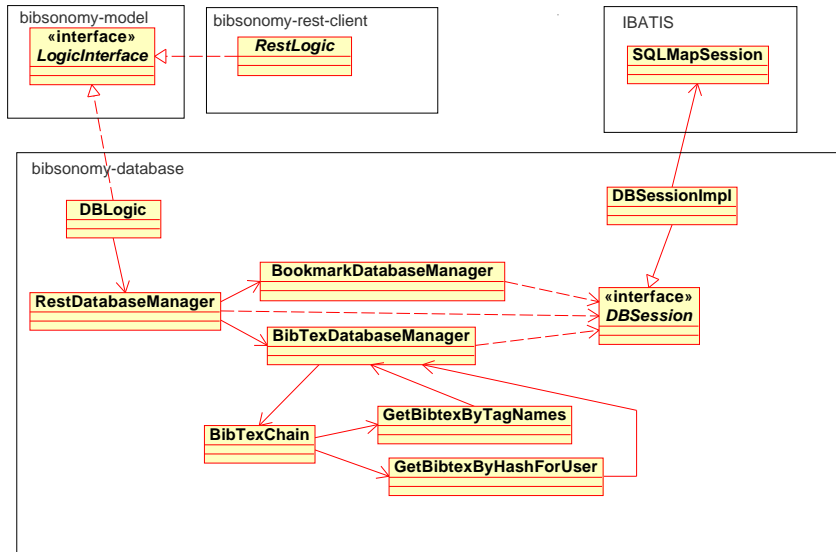 bibsonomy-model
«interface»
LogicInterface
bibsonomy-rest-client
RestLogic
IBATIS
SQLMapSession
bibsonomy-database
DBLogic
DBSessionImpl
RestDatabaseManager
BookmarkDatabaseManager
BibTexDatabaseManager
«interface»
DBSession
BibTexChain
GetBibtexByTagNames
GetBibtexByHashForUser